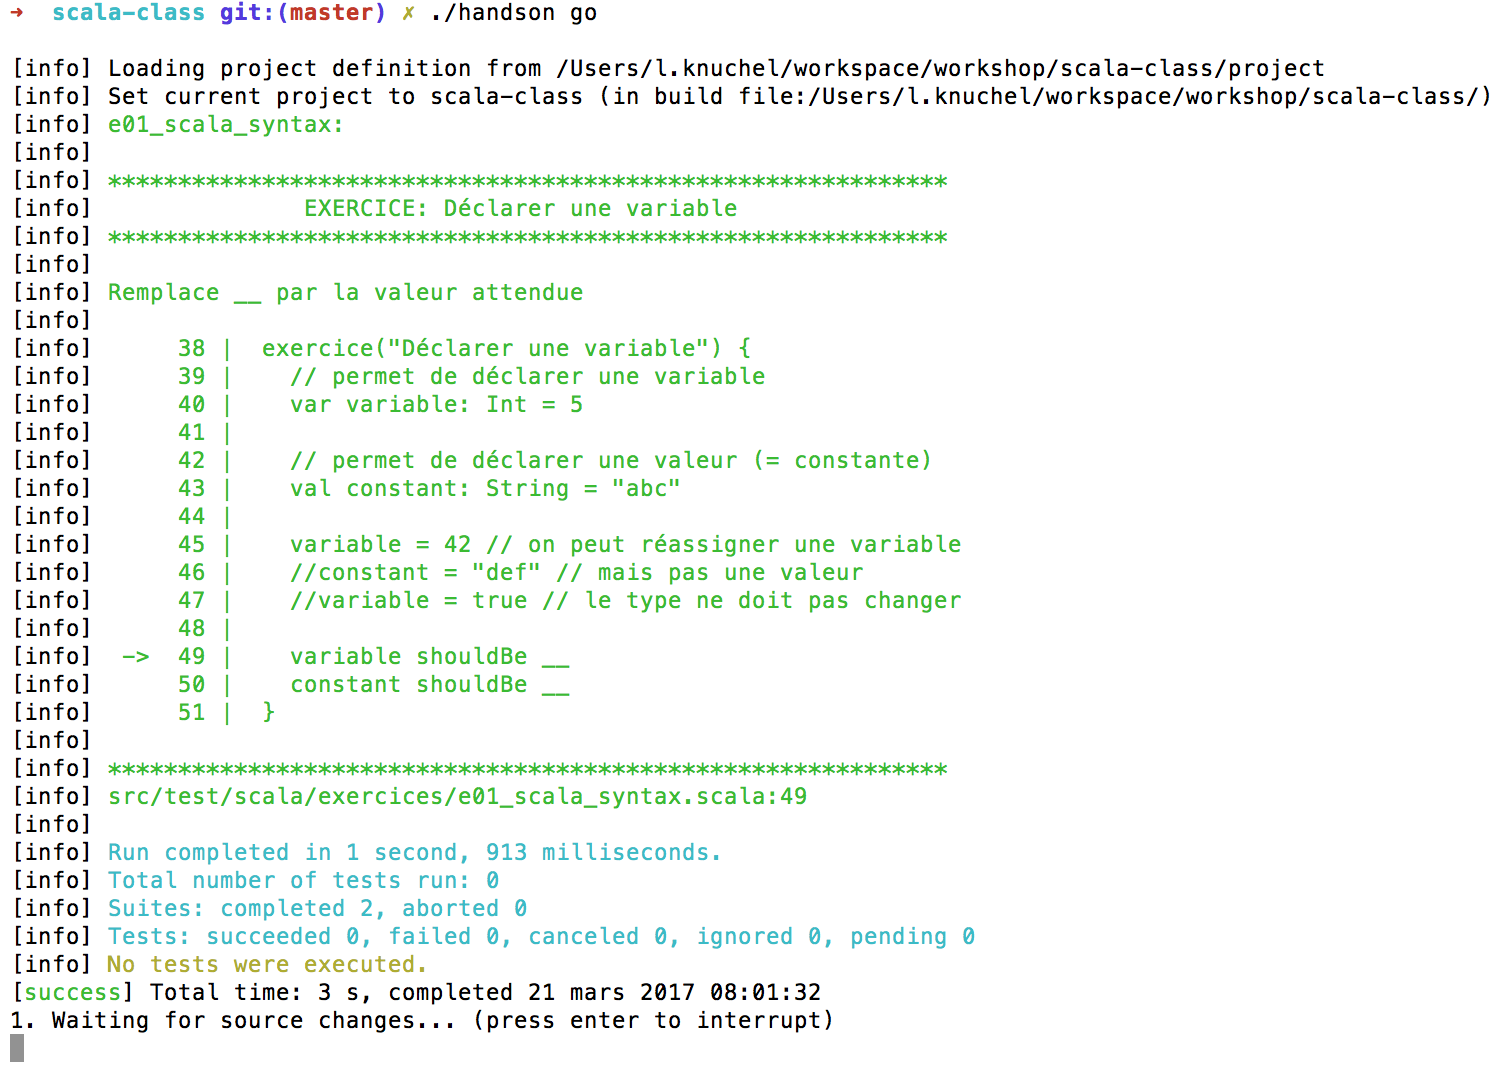 ➜  scala-class git:(master) ✗ ./handson go
[info] Loading project definition from /Users/l.knuchel/workspace/workshop/scala-class/project
[info] Set current project to scala-class (in build file:/Users/l.knuchel/workspace/workshop/scala-class/)
[info] e01_scala_syntax:
[info]
[info] ************************************************************
[info]               EXERCICE: Déclarer une variable
[info] ************************************************************
[info]
[info] Remplace __ par la valeur attendue
[info]
[info]      38 |  exercice("Déclarer une variable") {
[info]      39 |    // permet de déclarer une variable
[info]      40 |    var variable: Int = 5
[info]      41 |
[info]      42 |    // permet de déclarer une valeur (= constante)
[info]      43 |    val constant: String = "abc"
[info]      44 |
[info]      45 |    variable = 42 // on peut réassigner une variable
[info]      46 |    //constant = "def" // mais pas une valeur
[info]      47 |    //variable = true // le type ne doit pas changer
[info]      48 |
[info]  ->  49 |    variable shouldBe __
[info]      50 |    constant shouldBe __
[info]      51 |  }
[info]
[info] ************************************************************
[info] src/test/scala/exercices/e01_scala_syntax.scala:49
[info]
[info] Run completed in 1 second, 913 milliseconds.
[info] Total number of tests run: 0
[info] Suites: completed 2, aborted 0
[info] Tests: succeeded 0, failed 0, canceled 0, ignored 0, pending 0
[info] No tests were executed.
[success] Total time: 3 s, completed 21 mars 2017 08:01:32
1. Waiting for source changes... (press enter to interrupt)